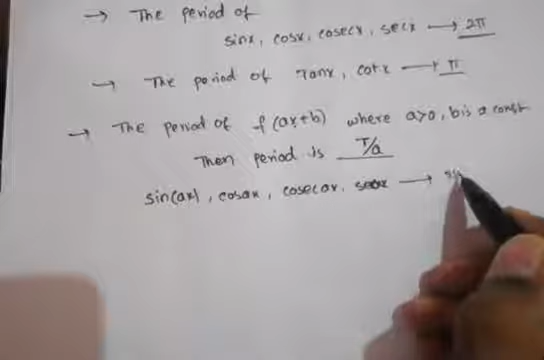 → The period of
sinx, cosx, cosecx, secx → 2π
→ The period of Tanx, cotx → π
→ The period of f(ax+b) where a>0, b is a const
Then period is T/a
sin(ax), cosax, cosecax, secax →